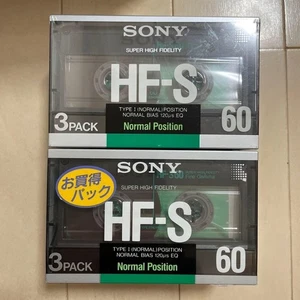 SONY
SUPER HIGH FIDELITY
HF-S
TYPE I (NORMAL) POSITION
NORMAL BIAS 120µs EQ
3PACK
Normal Position
60
SONY
お買得
パック
SUPER HIGH FIDELITY
HF-S
TYPE I (NORMAL) POSITION
NORMAL BIAS 120µs EQ
3PACK
Normal Position
60